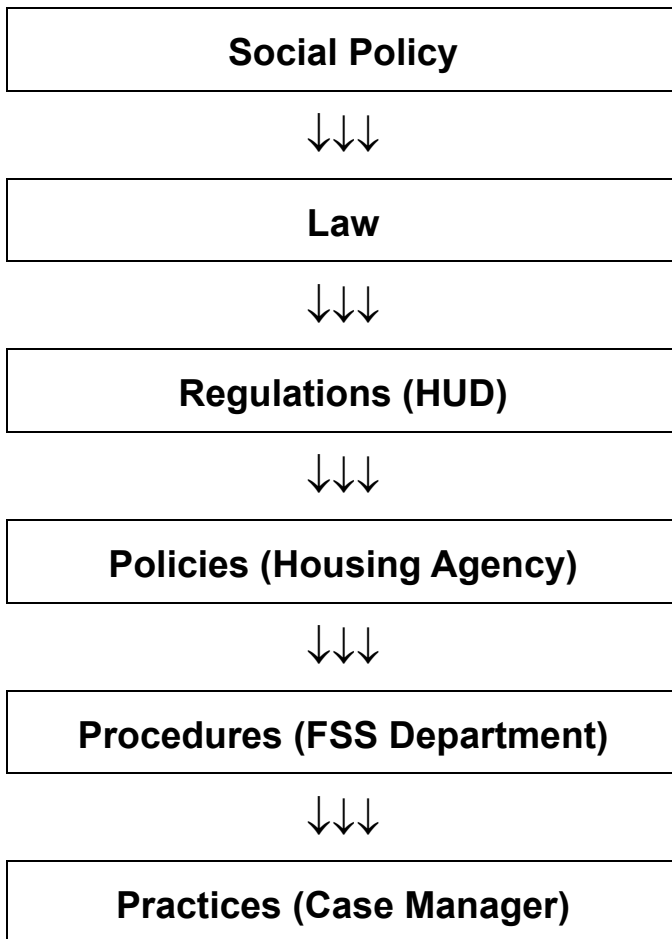 Social Policy
↓↓↓
Law
↓↓↓
Regulations (HUD)
↓↓↓
Policies (Housing Agency)
↓↓↓
Procedures (FSS Department)
↓↓↓
Practices (Case Manager)